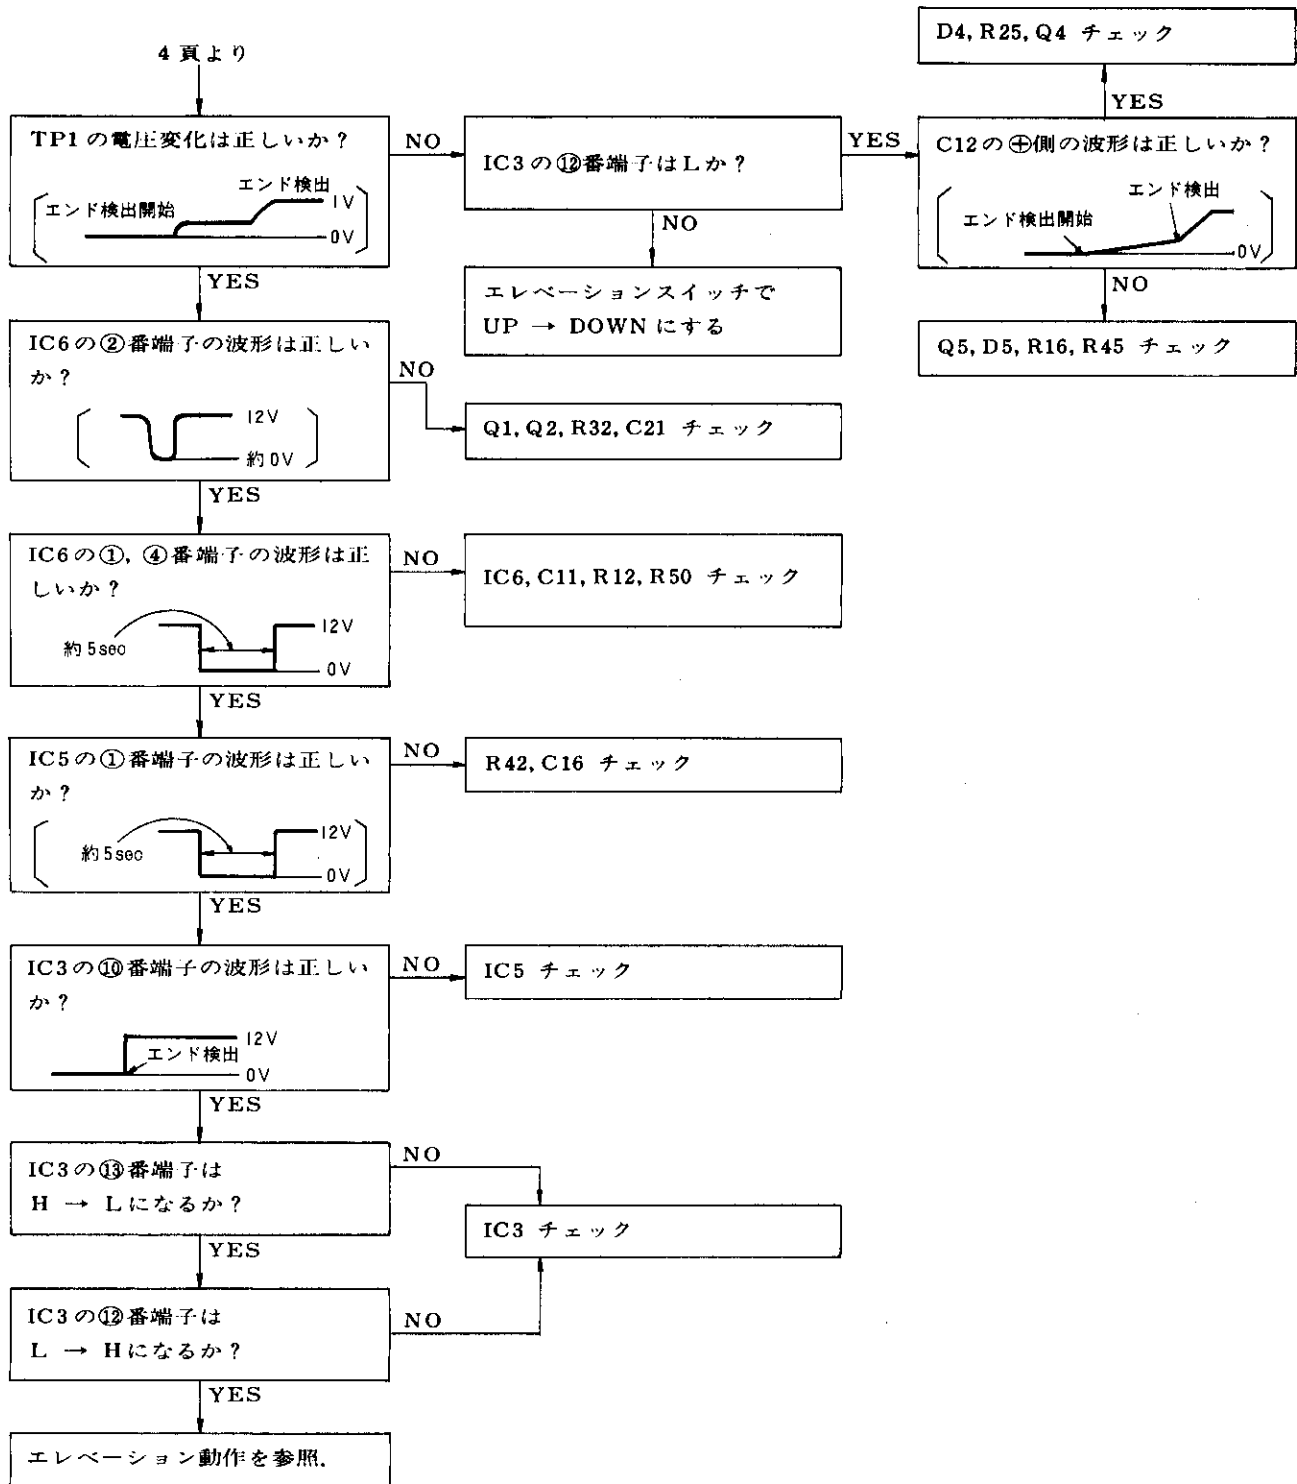 4 頁より
TP1の電圧変化は正しいか？
エンド検出
エンド検出開始
1V
0V
NO
YES
IC3の⑫番端子はLか？
YES
NO
エレベーションスイッチで
UP → DOWNにする
C12の⊕側の波形は正しいか？
エンド検出
エンド検出開始
0V
YES
D4, R25, Q4 チェック
NO
Q5, D5, R16, R45 チェック
IC6の②番端子の波形は正しい
か？
12V
約0V
NO
Q1, Q2, R32, C21 チェック
YES
IC6の①, ④番端子の波形は正
しいか？
12V
約5sec
0V
NO
IC6, C11, R12, R50 チェック
YES
IC5の①番端子の波形は正しい
か？
12V
約5sec
0V
NO
R42, C16 チェック
YES
IC3の⑩番端子の波形は正しい
か？
12V
エンド検出
0V
NO
IC5 チェック
YES
IC3の⑬番端子は
H → Lになるか？
NO
IC3 チェック
YES
IC3の⑫番端子は
L → Hになるか？
NO
YES
エレベーション動作を参照.